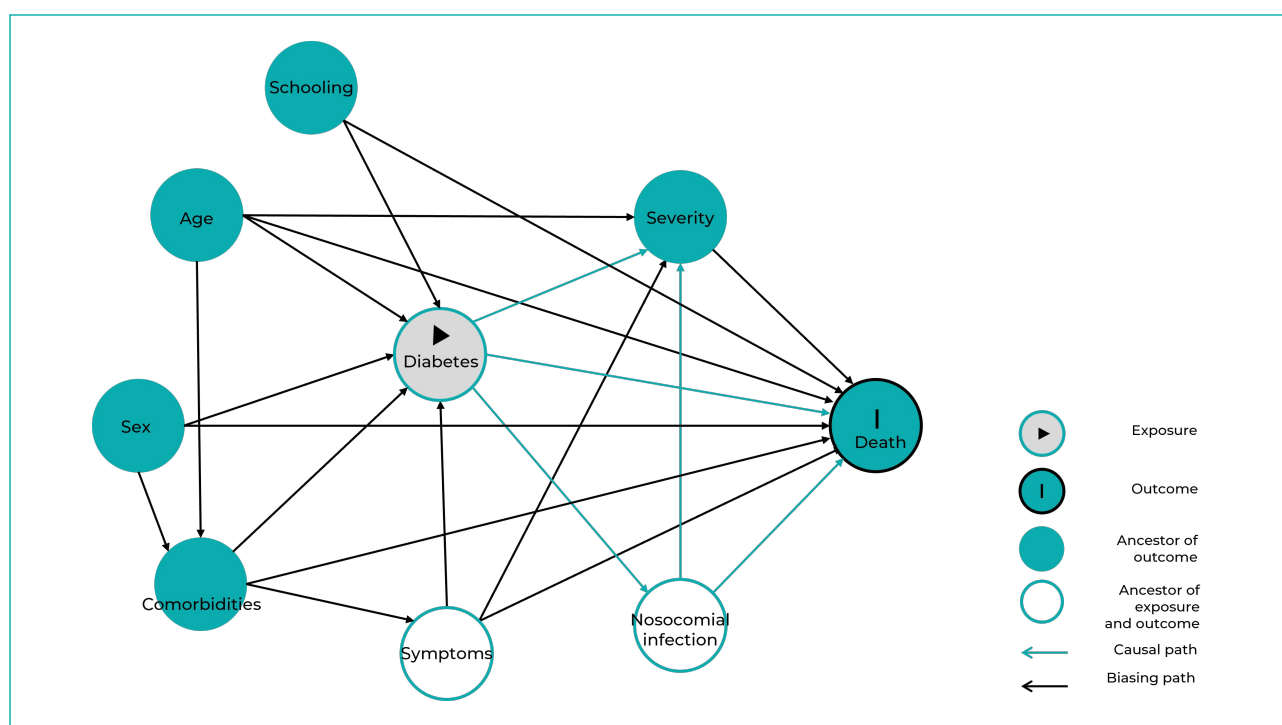 Schooling
Age
Severity
Diabetes
Sex
I
Death
Comorbidities
Symptoms
Nosocomial
infection
Exposure
I
Outcome
Ancestor of
outcome
Ancestor of
exposure
and outcome
Causal path
Biasing path